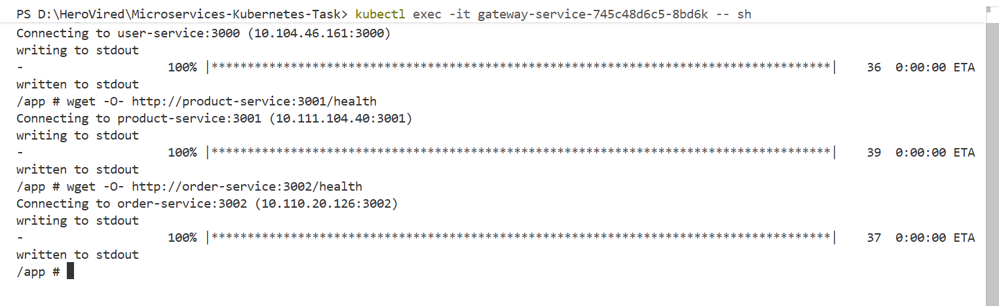 PS D:\HeroVired\Microservices-Kubernetes-Task> kubectl exec -it gateway-service-745c48d6c5-8bd6k -- sh
Connecting to user-service:3000 (10.104.46.161:3000)
writing to stdout
- 100% |**************************************************************************************| 36 0:00:00 ETA
written to stdout
/app # wget -O- http://product-service:3001/health
Connecting to product-service:3001 (10.111.104.40:3001)
writing to stdout
- 100% |**************************************************************************************| 39 0:00:00 ETA
written to stdout
/app # wget -O- http://order-service:3002/health
Connecting to order-service:3002 (10.110.20.126:3002)
writing to stdout
- 100% |**************************************************************************************| 37 0:00:00 ETA
written to stdout
/app #